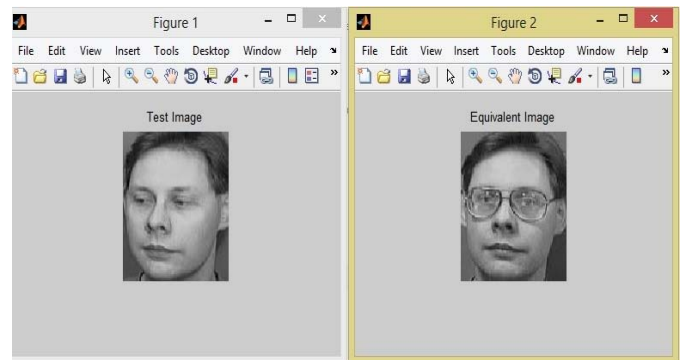 Figure 1
File Edit View Insert Tools Desktop Window Help
Test Image
Figure 2
File Edit View Insert Tools Desktop Window Help
Equivalent Image